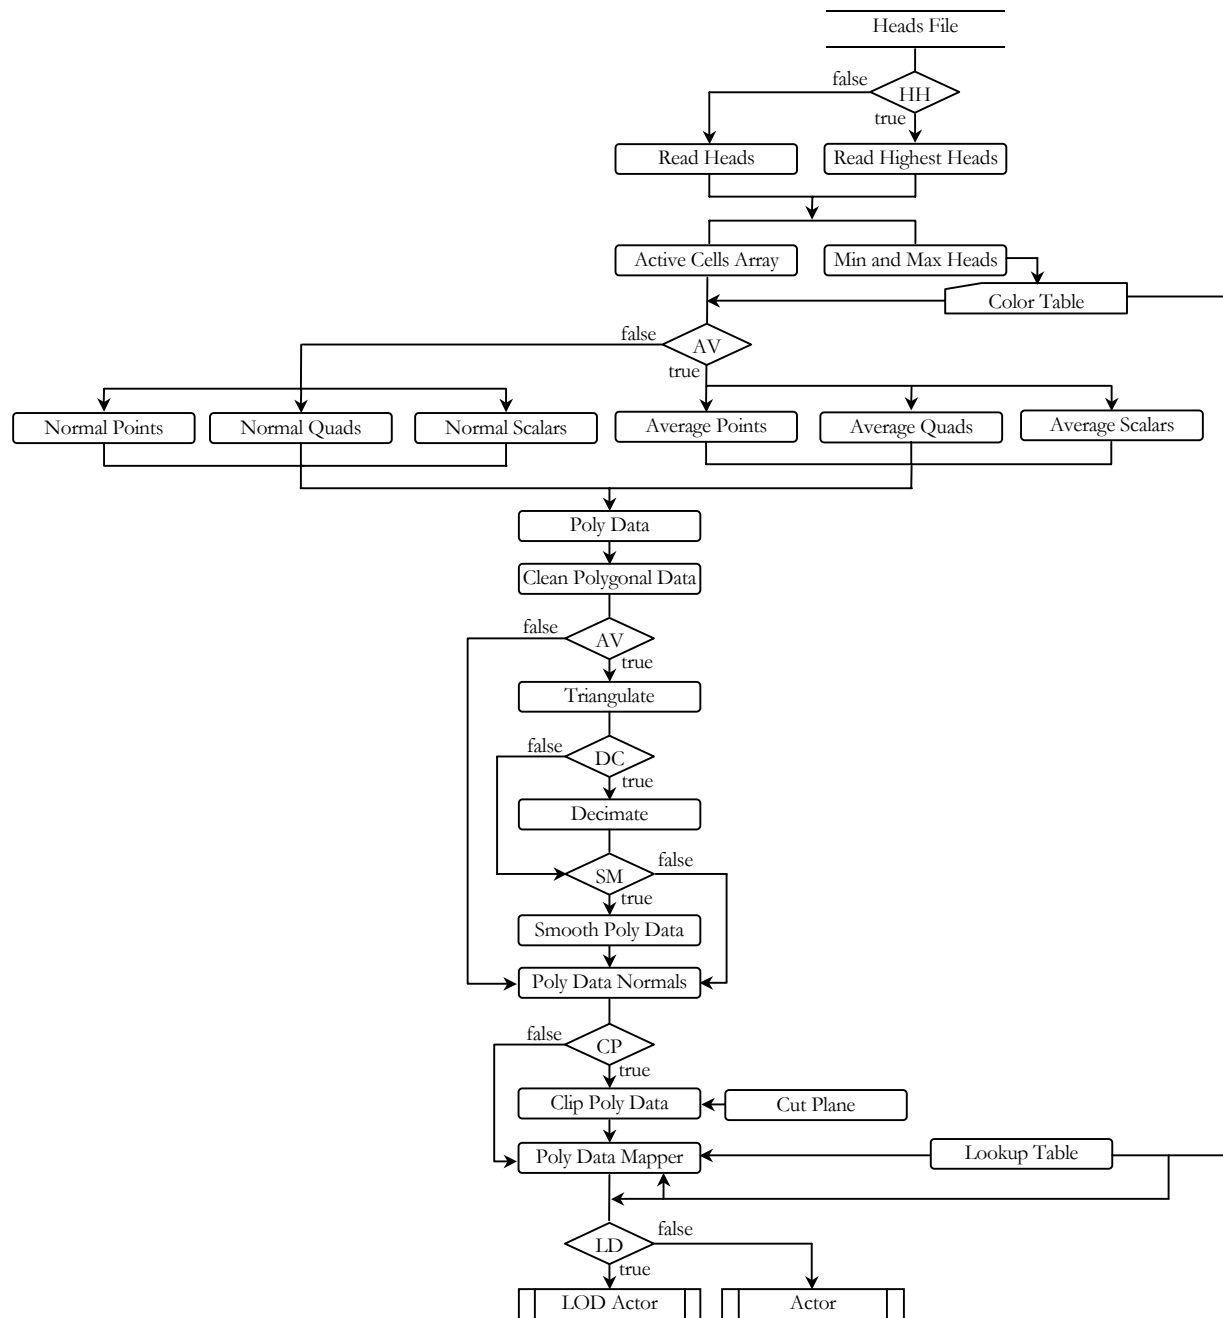 Heads File
false
HH
true
Read Heads
Read Highest Heads
Active Cells Array
Min and Max Heads
Color Table
false
AV
true
Normal Points
Normal Quads
Normal Scalars
Average Points
Average Quads
Average Scalars
Poly Data
Clean Polygonal Data
false
AV
true
Triangulate
false
DC
true
Decimate
SM
false
true
Smooth Poly Data
Poly Data Normals
false
CP
true
Clip Poly Data
Cut Plane
Poly Data Mapper
Lookup Table
LD
false
true
LOD Actor
Actor